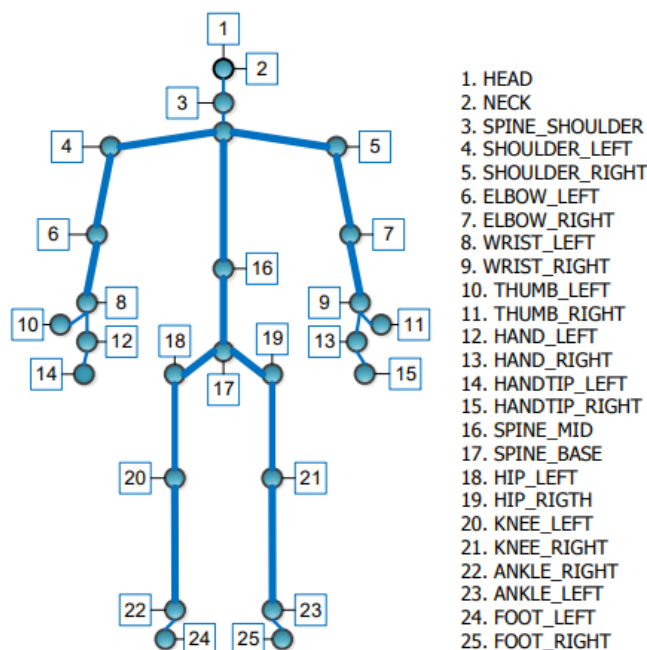 1
2
3
4
5
6
7
8
9
10
11
12
13
14
15
16
18
19
17
20
21
22
23
24
25
1. HEAD
2. NECK
3. SPINE_SHOULDER
4. SHOULDER_LEFT
5. SHOULDER_RIGHT
6. ELBOW_LEFT
7. ELBOW_RIGHT
8. WRIST_LEFT
9. WRIST_RIGHT
10. THUMB_LEFT
11. THUMB_RIGHT
12. HAND_LEFT
13. HAND_RIGHT
14. HANDTIP_LEFT
15. HANDTIP_RIGHT
16. SPINE_MID
17. SPINE_BASE
18. HIP_LEFT
19. HIP_RIGTH
20. KNEE_LEFT
21. KNEE_RIGHT
22. ANKLE_RIGHT
23. ANKLE_LEFT
24. FOOT_LEFT
25. FOOT_RIGHT